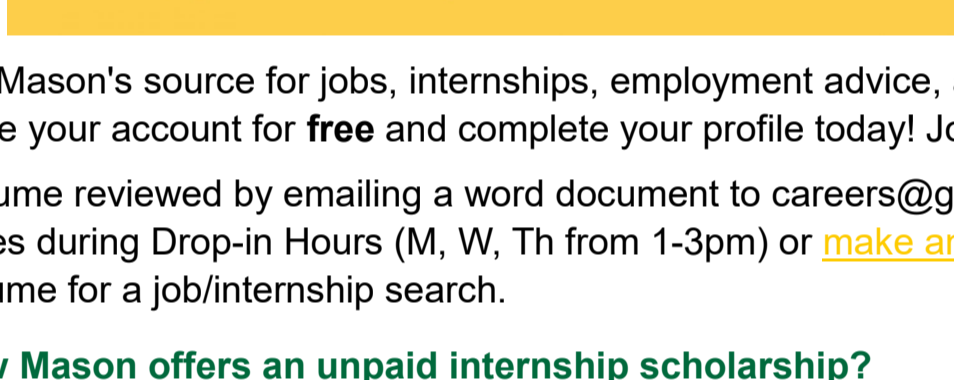 Mason's source for jobs, internships, employment advice,
e your account for free and complete your profile today! Jo
ume reviewed by emailing a word document to careers@g
es during Drop-in Hours (M, W, Th from 1-3pm) or make an
ume for a job/internship search.
y Mason offers an unpaid internship scholarship?